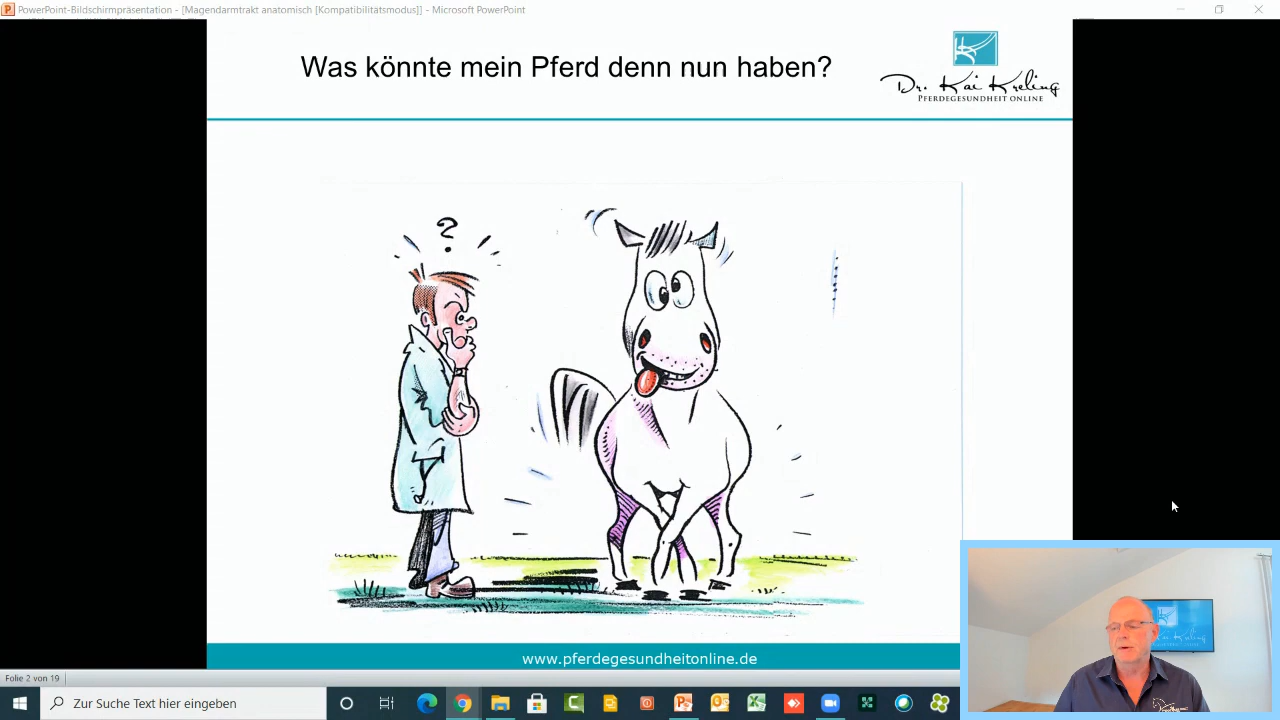 PowerPoint-Bildschirmpräsentation - [Magendarmtrakt anatomisch [Kompatibilitätsmodus]] - Microsoft PowerPoint
Was könnte mein Pferd denn nun haben?
Dr. Kai Kreling
PFERDEGESUNDHEIT ONLINE
?
www.pferdegesundheitonline.de
Folie 2 von 19
Zur Suche Text hier eingeben